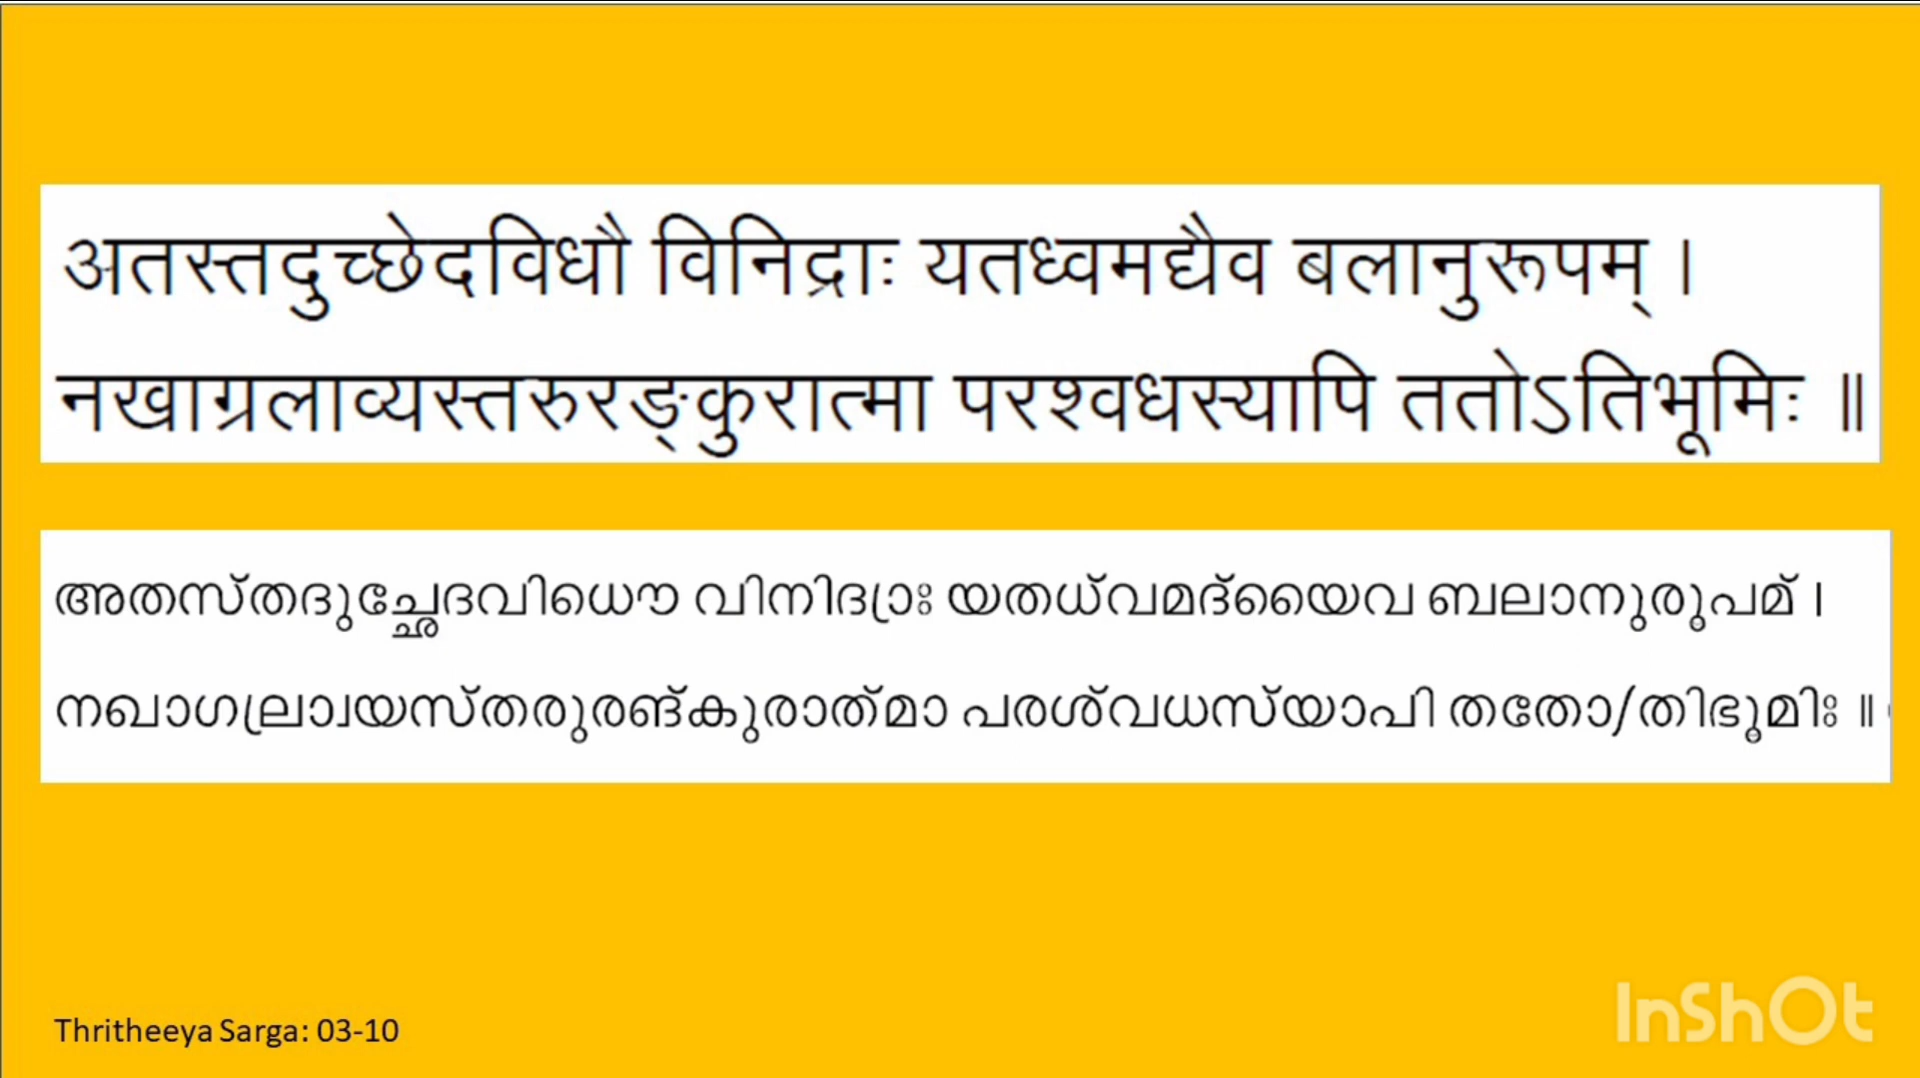 अतस्तदुच्छेदविधौ विनिद्राः यतध्वमद्यैव बलानुरूपम् ।
नखाग्रलाव्यस्तरुरङ्कुरात्मा परश्वधस्यापि ततोऽतिभूमिः ॥
അതസ്തദുച്ഛേദവിധൌ വിനിദ്രാഃ യതധ്വമദ്യൈവ ബലാനുരുപമ് ।
നഖാഗ്രലാവ്യസ്തരുരങ്കുരാത്മാ പരശ്വധസ്യാപി തതോ/തിഭൂമിഃ ॥
Thritheeya Sarga: 03-10
InShOt